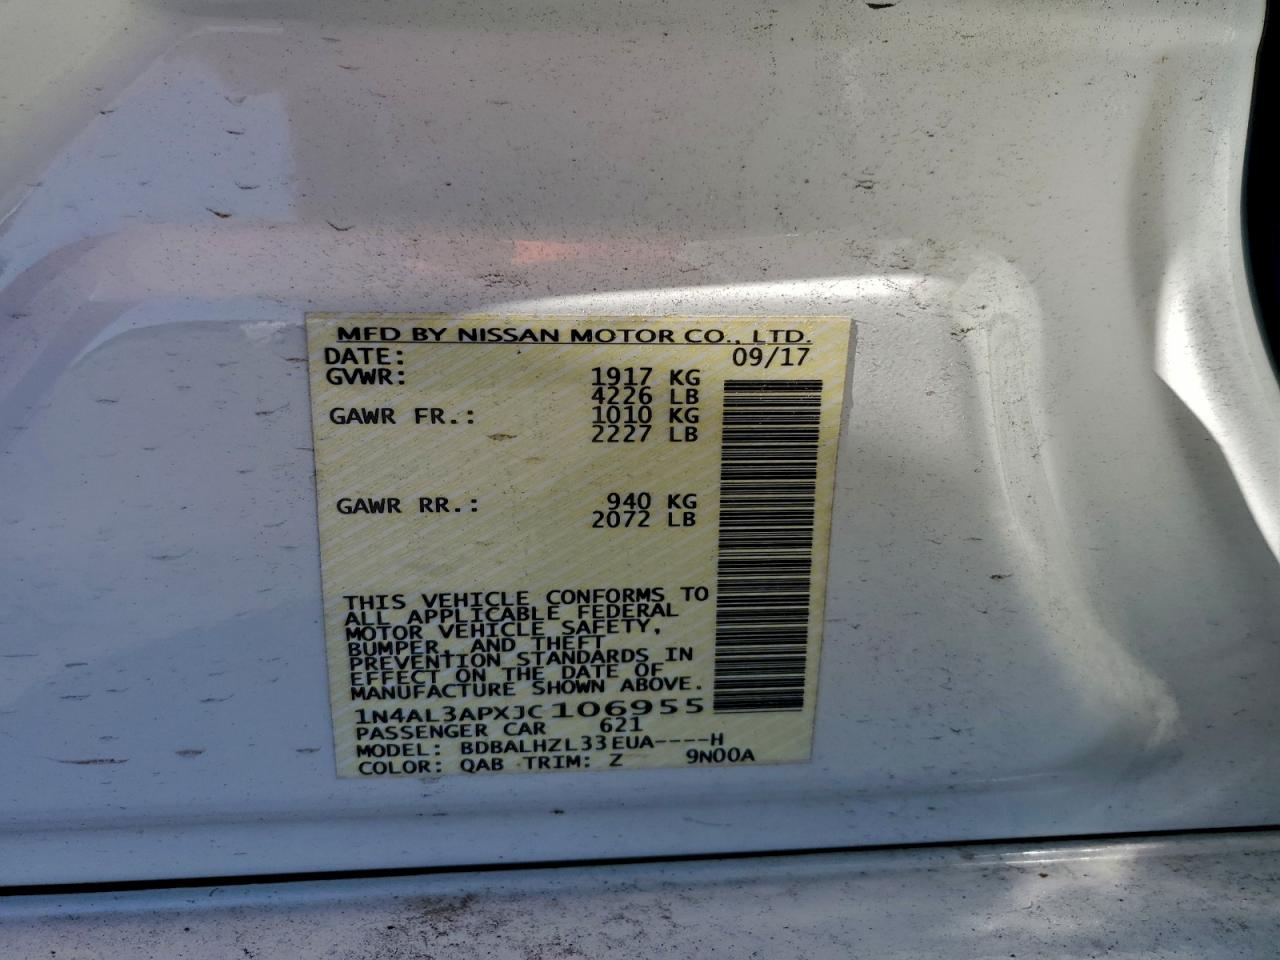 MFD BY NISSAN MOTOR CO., LTD.
DATE: 09/17
GVWR: 1917 KG
4226 LB
GAWR FR.: 1010 KG
2227 LB
GAWR RR.: 940 KG
2072 LB
THIS VEHICLE CONFORMS TO
ALL APPLICABLE FEDERAL
MOTOR VEHICLE SAFETY,
BUMPER, AND THEFT
PREVENTION STANDARDS IN
EFFECT ON THE DATE OF
MANUFACTURE SHOWN ABOVE.
1N4AL3APXJC106955
PASSENGER CAR 621
MODEL: BDBALHZL33EUA----H
COLOR: QAB TRIM: Z 9N00A